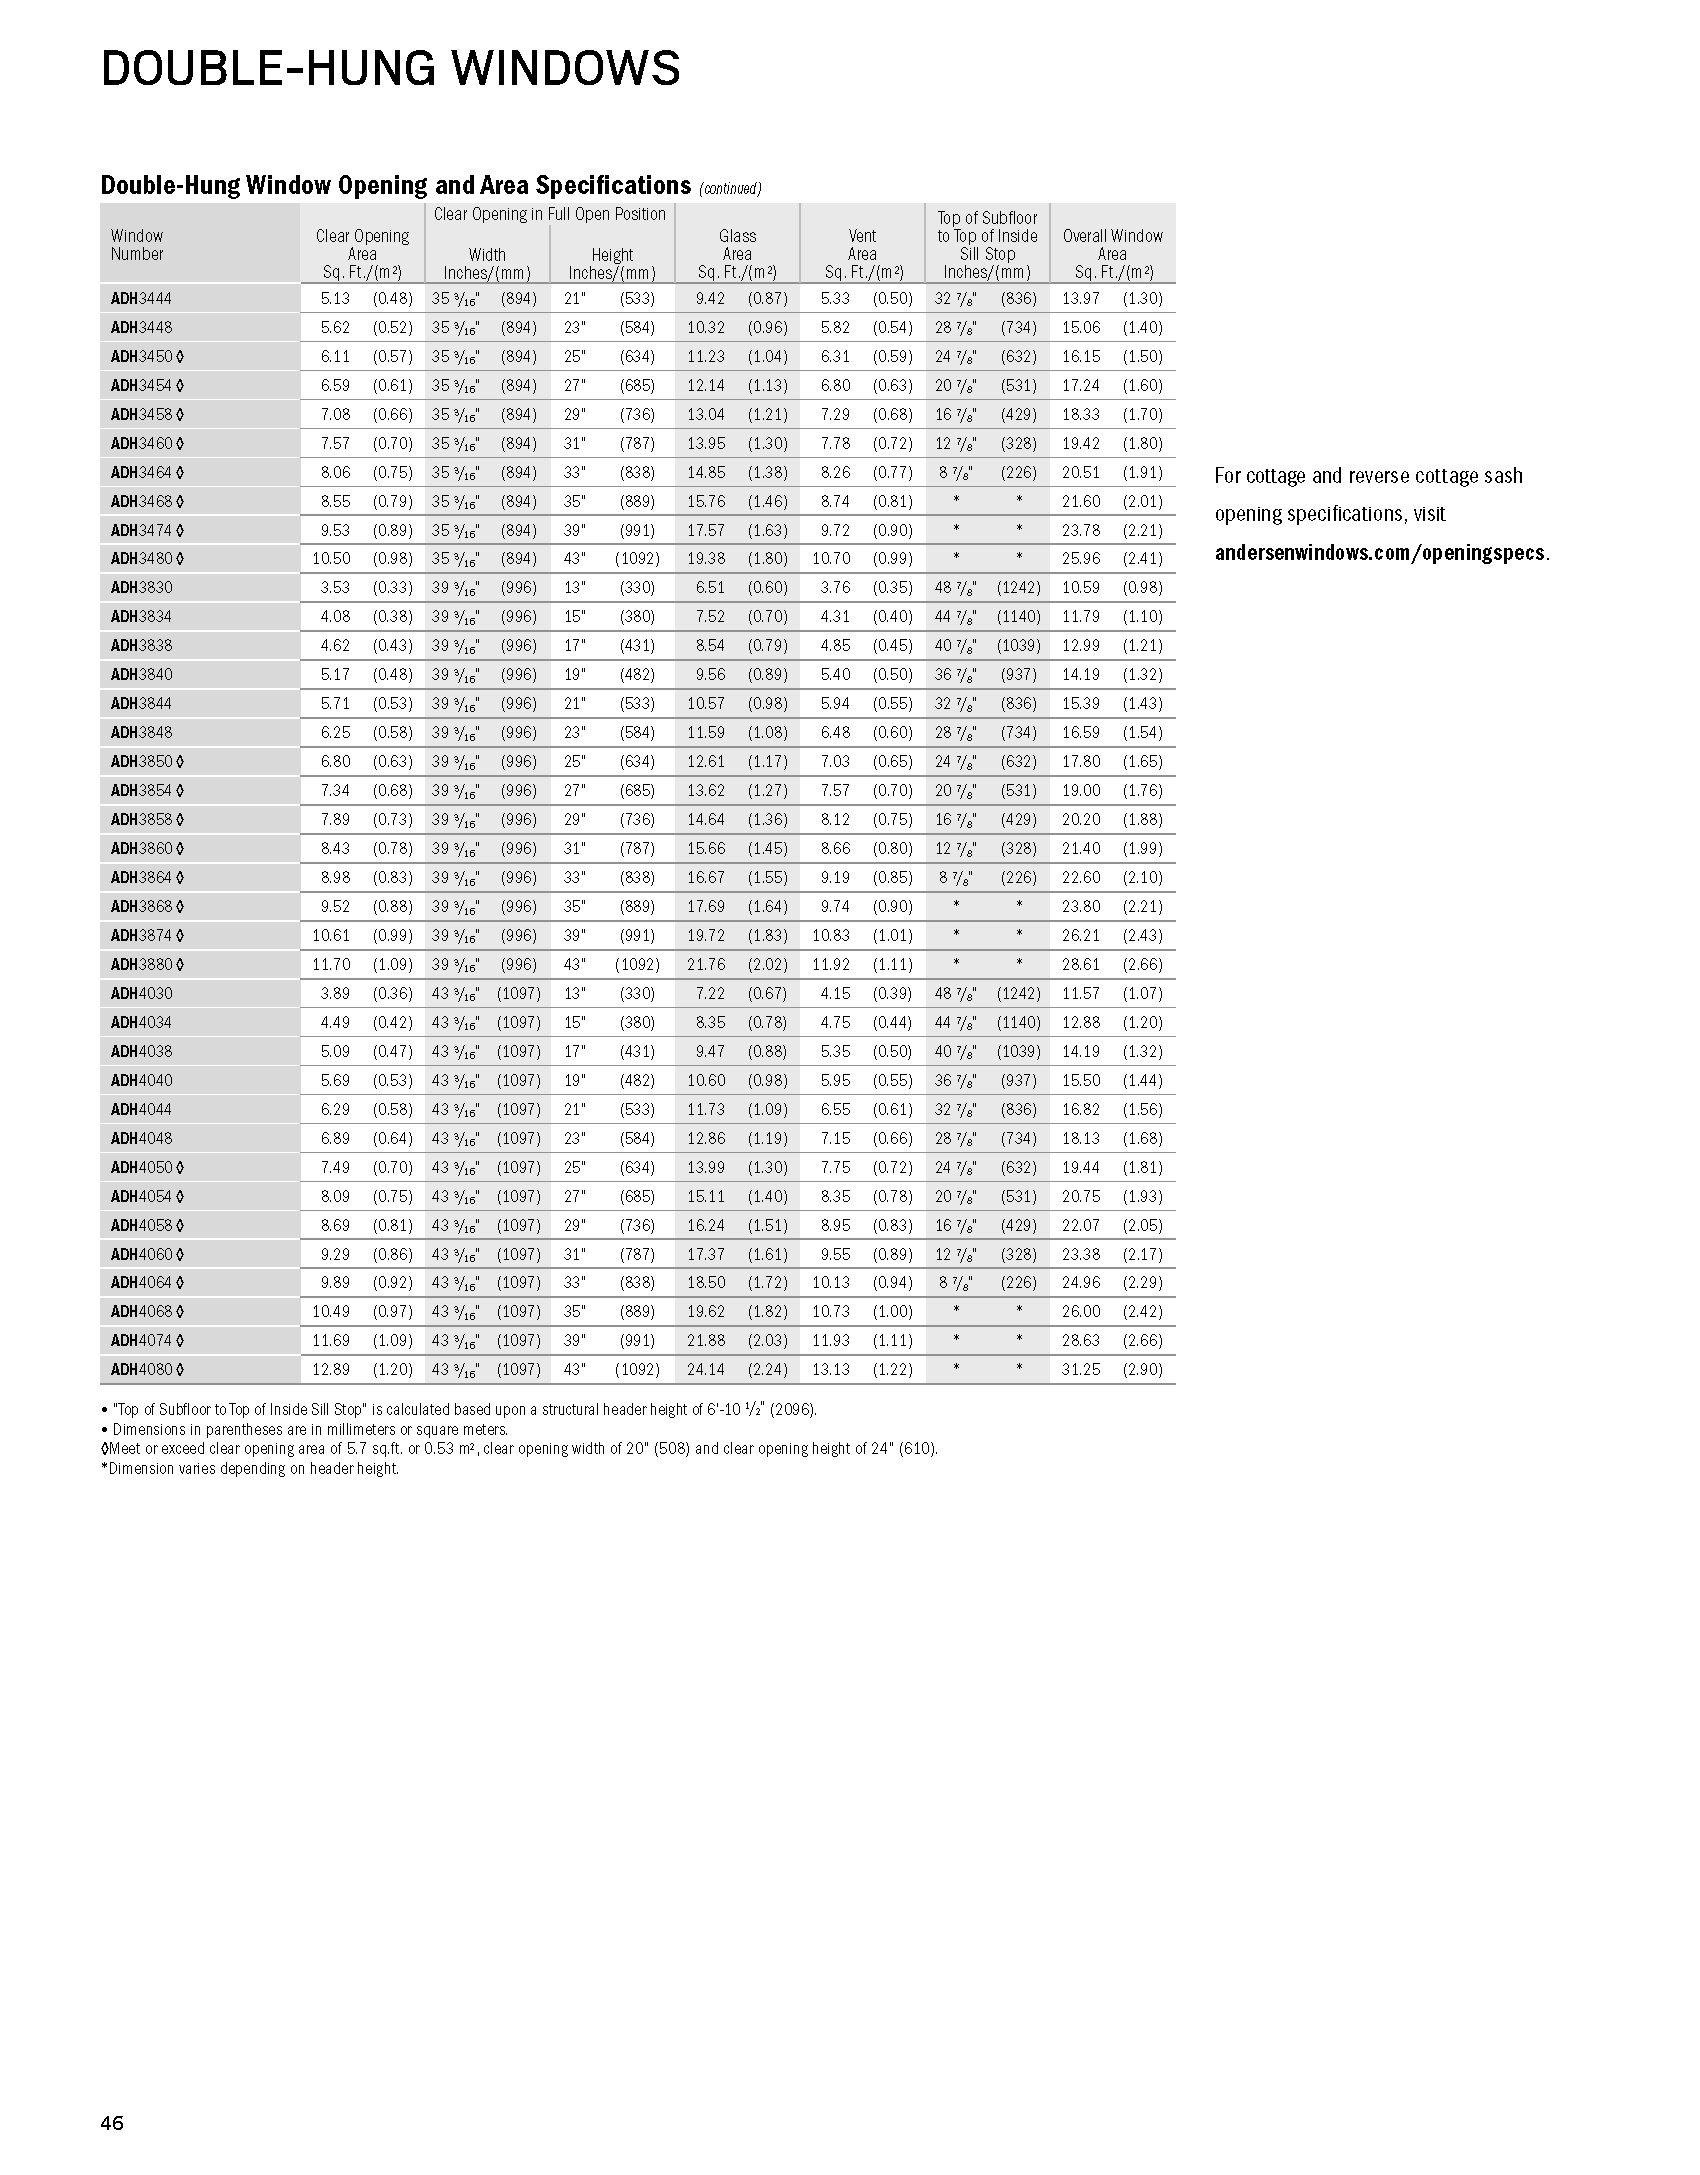 DOUBLE-HUNG WINDOWS
Double-Hung Window Opening and Area Specifications (continued)
Window Number | Clear Opening Area Sq. Ft./(m²) | Clear Opening in Full Open Position Width Inches/(mm) | Height Inches/(mm) | Glass Area Sq. Ft./(m²) | Vent Area Sq. Ft./(m²) | Top of Subfloor to Top of Inside Sill Stop Inches/(mm) | Overall Window Area Sq. Ft./(m²)
ADH3444 5.13 (0.48) 35 3/16" (894) 21" (533) 9.42 (0.87) 5.33 (0.50) 32 7/8" (836) 13.97 (1.30)
ADH3448 5.62 (0.52) 35 3/16" (894) 23" (584) 10.32 (0.96) 5.82 (0.54) 28 7/8" (734) 15.06 (1.40)
ADH3450 ◊ 6.11 (0.57) 35 3/16" (894) 25" (634) 11.23 (1.04) 6.31 (0.59) 24 7/8" (632) 16.15 (1.50)
ADH3454 ◊ 6.59 (0.61) 35 3/16" (894) 27" (685) 12.14 (1.13) 6.80 (0.63) 20 7/8" (531) 17.24 (1.60)
ADH3458 ◊ 7.08 (0.66) 35 3/16" (894) 29" (736) 13.04 (1.21) 7.29 (0.68) 16 7/8" (429) 18.33 (1.70)
ADH3460 ◊ 7.57 (0.70) 35 3/16" (894) 31" (787) 13.95 (1.30) 7.78 (0.72) 12 7/8" (328) 19.42 (1.80)
ADH3464 ◊ 8.06 (0.75) 35 3/16" (894) 33" (838) 14.85 (1.38) 8.26 (0.77) 8 7/8" (226) 20.51 (1.91)
ADH3468 ◊ 8.55 (0.79) 35 3/16" (894) 35" (889) 15.76 (1.46) 8.74 (0.81) * * 21.60 (2.01)
ADH3474 ◊ 9.53 (0.89) 35 3/16" (894) 39" (991) 17.57 (1.63) 9.72 (0.90) * * 23.78 (2.21)
ADH3480 ◊ 10.50 (0.98) 35 3/16" (894) 43" (1092) 19.38 (1.80) 10.70 (0.99) * * 25.96 (2.41)
ADH3830 3.53 (0.33) 39 3/16" (996) 13" (330) 6.51 (0.60) 3.76 (0.35) 48 7/8" (1242) 10.59 (0.98)
ADH3834 4.08 (0.38) 39 3/16" (996) 15" (380) 7.52 (0.70) 4.31 (0.40) 44 7/8" (1140) 11.79 (1.10)
ADH3838 4.62 (0.43) 39 3/16" (996) 17" (431) 8.54 (0.79) 4.85 (0.45) 40 7/8" (1039) 12.99 (1.21)
ADH3840 5.17 (0.48) 39 3/16" (996) 19" (482) 9.56 (0.89) 5.40 (0.50) 36 7/8" (937) 14.19 (1.32)
ADH3844 5.71 (0.53) 39 3/16" (996) 21" (533) 10.57 (0.98) 5.94 (0.55) 32 7/8" (836) 15.39 (1.43)
ADH3848 6.25 (0.58) 39 3/16" (996) 23" (584) 11.59 (1.08) 6.48 (0.60) 28 7/8" (734) 16.59 (1.54)
ADH3850 ◊ 6.80 (0.63) 39 3/16" (996) 25" (634) 12.61 (1.17) 7.03 (0.65) 24 7/8" (632) 17.80 (1.65)
ADH3854 ◊ 7.34 (0.68) 39 3/16" (996) 27" (685) 13.62 (1.27) 7.57 (0.70) 20 7/8" (531) 19.00 (1.76)
ADH3858 ◊ 7.89 (0.73) 39 3/16" (996) 29" (736) 14.64 (1.36) 8.12 (0.75) 16 7/8" (429) 20.20 (1.88)
ADH3860 ◊ 8.43 (0.78) 39 3/16" (996) 31" (787) 15.66 (1.45) 8.66 (0.80) 12 7/8" (328) 21.40 (1.99)
ADH3864 ◊ 8.98 (0.83) 39 3/16" (996) 33" (838) 16.67 (1.55) 9.19 (0.85) 8 7/8" (226) 22.60 (2.10)
ADH3868 ◊ 9.52 (0.88) 39 3/16" (996) 35" (889) 17.69 (1.64) 9.74 (0.90) * * 23.80 (2.21)
ADH3874 ◊ 10.61 (0.99) 39 3/16" (996) 39" (991) 19.72 (1.83) 10.83 (1.01) * * 26.21 (2.43)
ADH3880 ◊ 11.70 (1.09) 39 3/16" (996) 43" (1092) 21.76 (2.02) 11.92 (1.11) * * 28.61 (2.66)
ADH4030 3.89 (0.36) 43 3/16" (1097) 13" (330) 7.22 (0.67) 4.15 (0.39) 48 7/8" (1242) 11.57 (1.07)
ADH4034 4.49 (0.42) 43 3/16" (1097) 15" (380) 8.35 (0.78) 4.75 (0.44) 44 7/8" (1140) 12.88 (1.20)
ADH4038 5.09 (0.47) 43 3/16" (1097) 17" (431) 9.47 (0.88) 5.35 (0.50) 40 7/8" (1039) 14.19 (1.32)
ADH4040 5.69 (0.53) 43 3/16" (1097) 19" (482) 10.60 (0.98) 5.95 (0.55) 36 7/8" (937) 15.50 (1.44)
ADH4044 6.29 (0.58) 43 3/16" (1097) 21" (533) 11.73 (1.09) 6.55 (0.61) 32 7/8" (836) 16.82 (1.56)
ADH4048 6.89 (0.64) 43 3/16" (1097) 23" (584) 12.86 (1.19) 7.15 (0.66) 28 7/8" (734) 18.13 (1.68)
ADH4050 ◊ 7.49 (0.70) 43 3/16" (1097) 25" (634) 13.99 (1.30) 7.75 (0.72) 24 7/8" (632) 19.44 (1.81)
ADH4054 ◊ 8.09 (0.75) 43 3/16" (1097) 27" (685) 15.11 (1.40) 8.35 (0.78) 20 7/8" (531) 20.75 (1.93)
ADH4058 ◊ 8.69 (0.81) 43 3/16" (1097) 29" (736) 16.24 (1.51) 8.95 (0.83) 16 7/8" (429) 22.07 (2.05)
ADH4060 ◊ 9.29 (0.86) 43 3/16" (1097) 31" (787) 17.37 (1.61) 9.55 (0.89) 12 7/8" (328) 23.38 (2.17)
ADH4064 ◊ 9.89 (0.92) 43 3/16" (1097) 33" (838) 18.50 (1.72) 10.13 (0.94) 8 7/8" (226) 24.96 (2.29)
ADH4068 ◊ 10.49 (0.97) 43 3/16" (1097) 35" (889) 19.62 (1.82) 10.73 (1.00) * * 26.00 (2.42)
ADH4074 ◊ 11.69 (1.09) 43 3/16" (1097) 39" (991) 21.88 (2.03) 11.93 (1.11) * * 28.63 (2.66)
ADH4080 ◊ 12.89 (1.20) 43 3/16" (1097) 43" (1092) 24.14 (2.24) 13.13 (1.22) * * 31.25 (2.90)
• "Top of Subfloor to Top of Inside Sill Stop" is calculated based upon a structural header height of 6'-10 1/2" (2096).
• Dimensions in parentheses are in millimeters or square meters.
◊Meet or exceed clear opening area of 5.7 sq.ft. or 0.53 m², clear opening width of 20" (508) and clear opening height of 24" (610).
*Dimension varies depending on header height.
For cottage and reverse cottage sash
opening specifications, visit
andersenwindows.com/openingspecs.
46